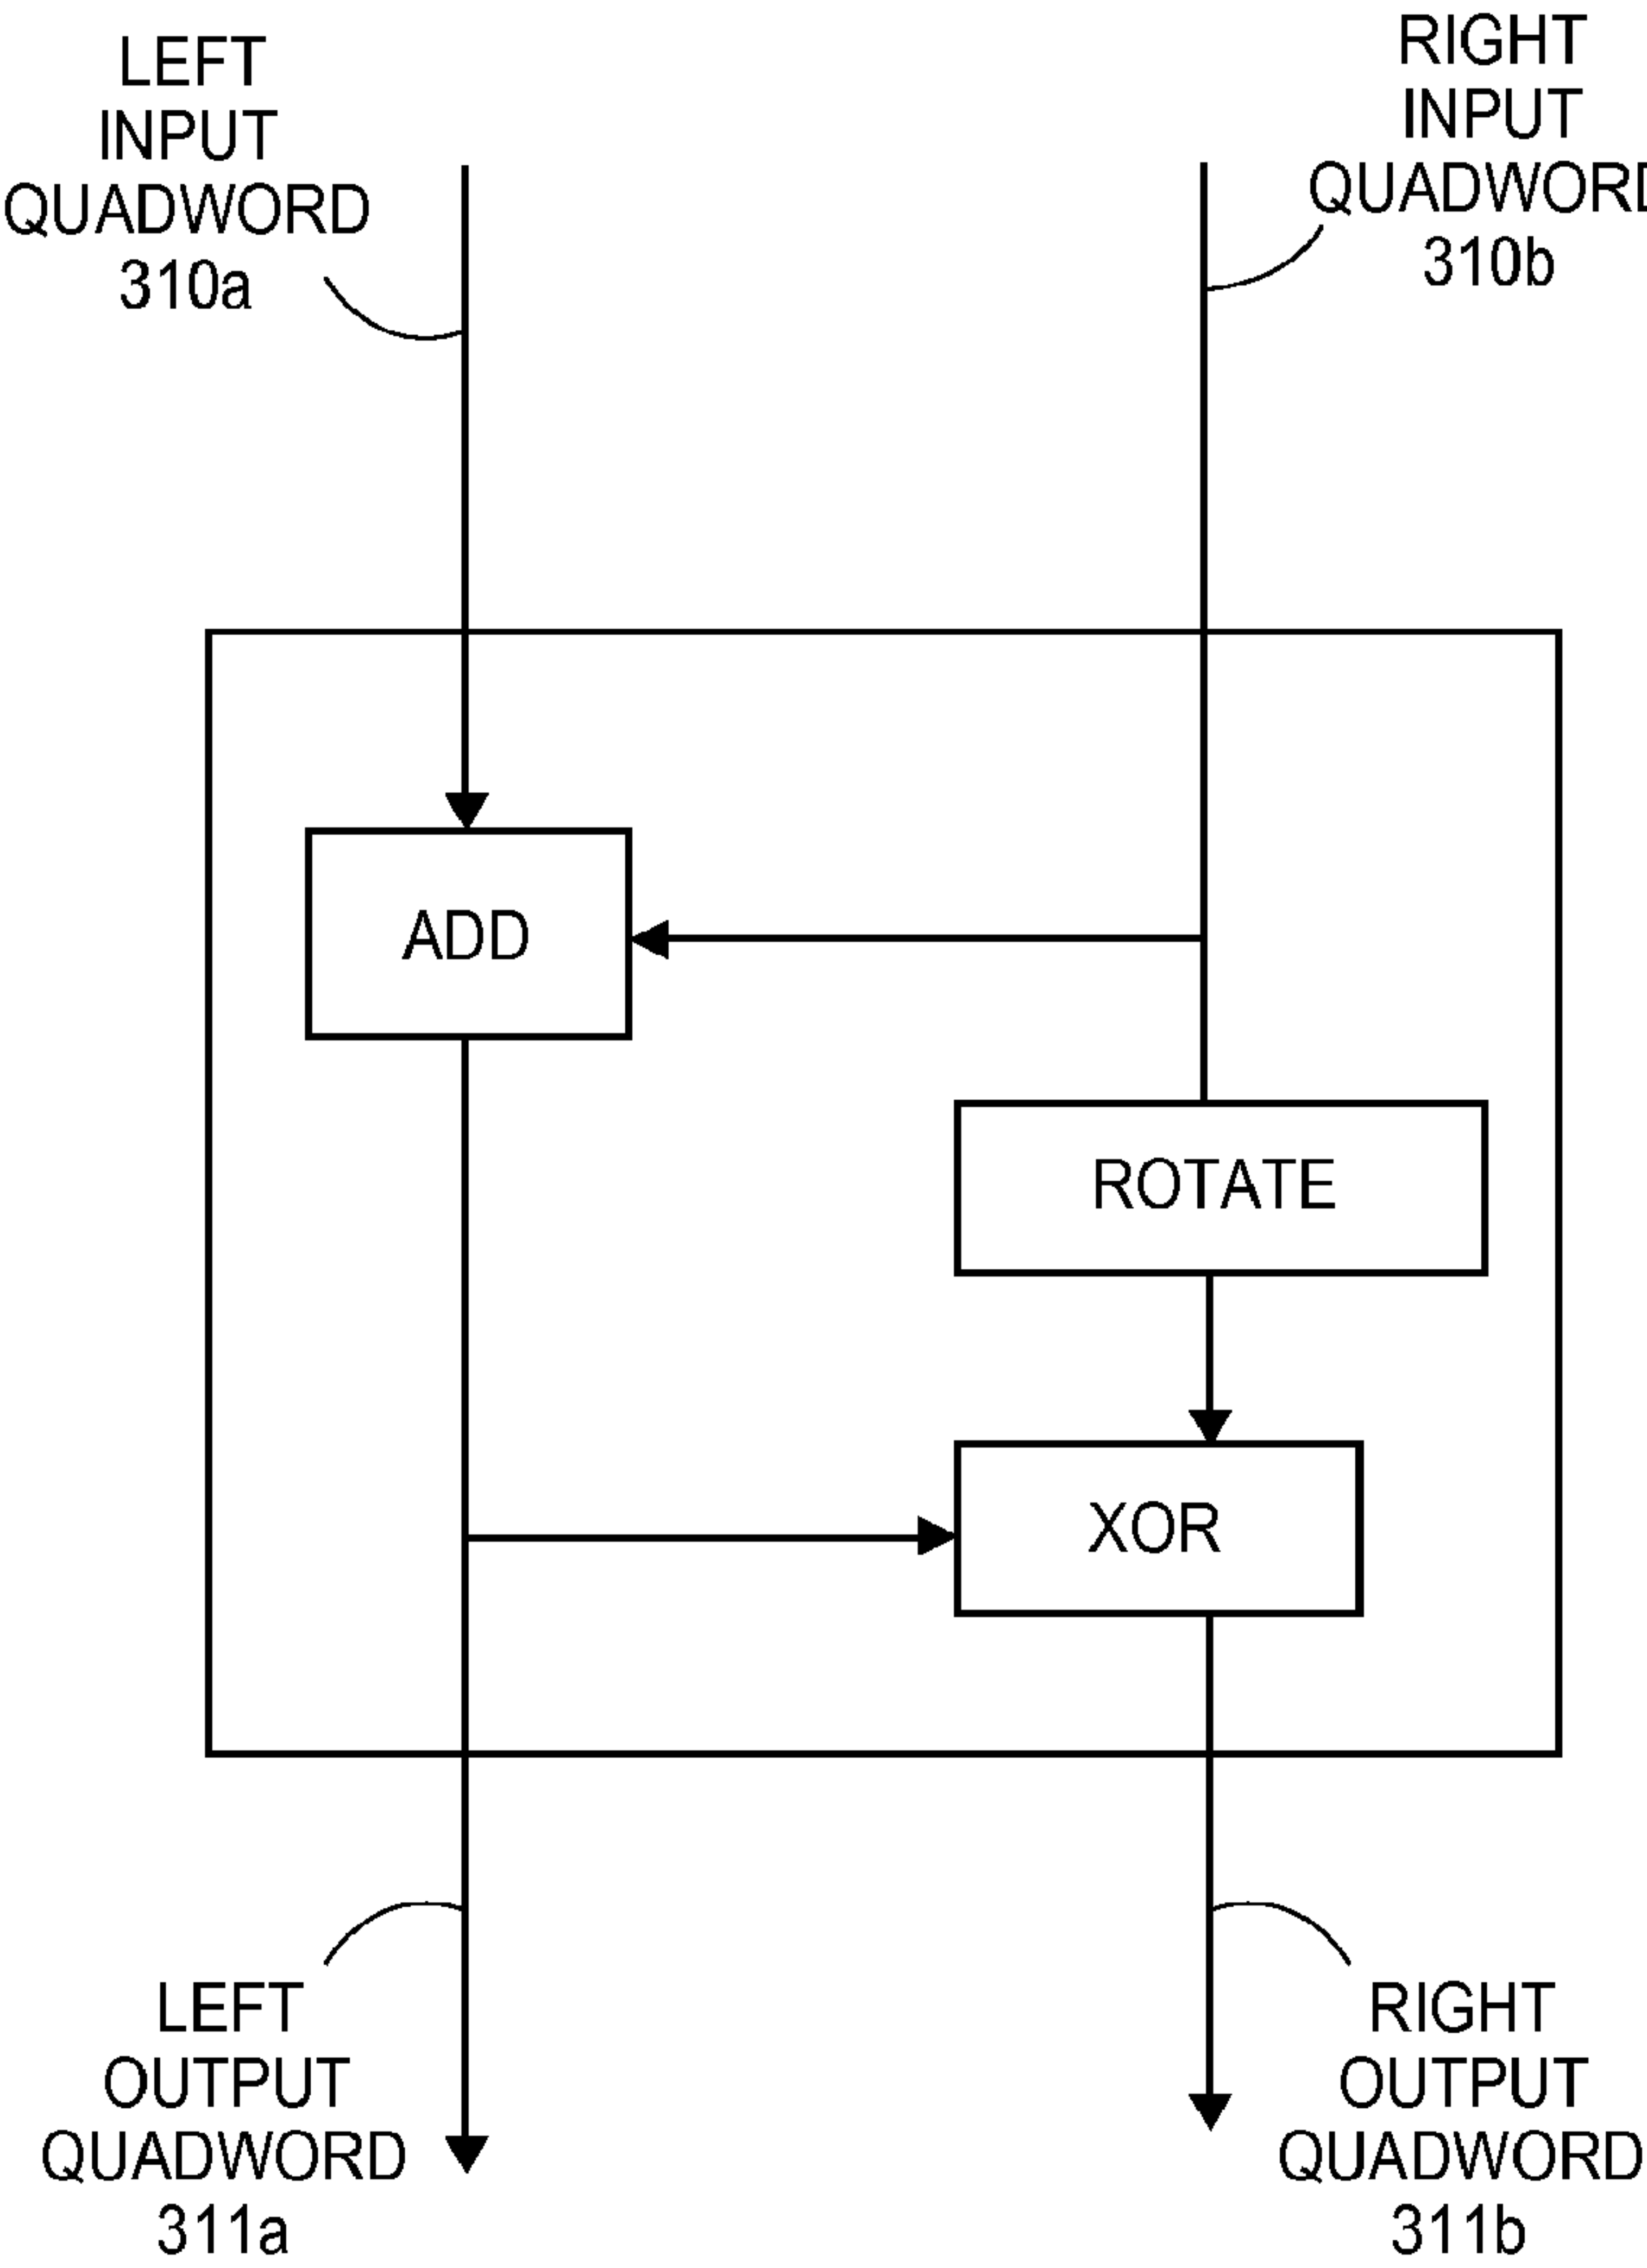 LEFT
INPUT
QUADWORD
310a
RIGHT
INPUT
QUADWORD
310b
ADD
ROTATE
XOR
LEFT
OUTPUT
QUADWORD
311a
RIGHT
OUTPUT
QUADWORD
311b